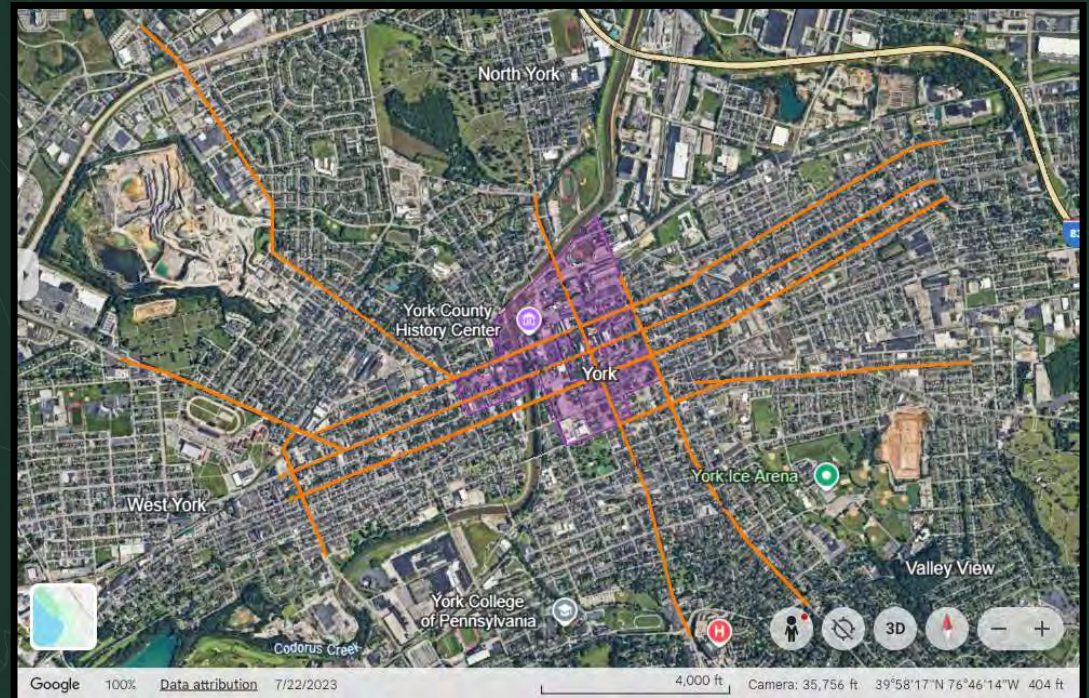 North York
83
York County
History Center
York
York Ice Arena
West York
Valley View
York College
of Pennsylvania
H
Codorus Creek
3D
Google 100% Data attribution 7/22/2023 4,000 ft Camera: 35,756 ft 39°58'17"N 76°46'14"W 404 ft